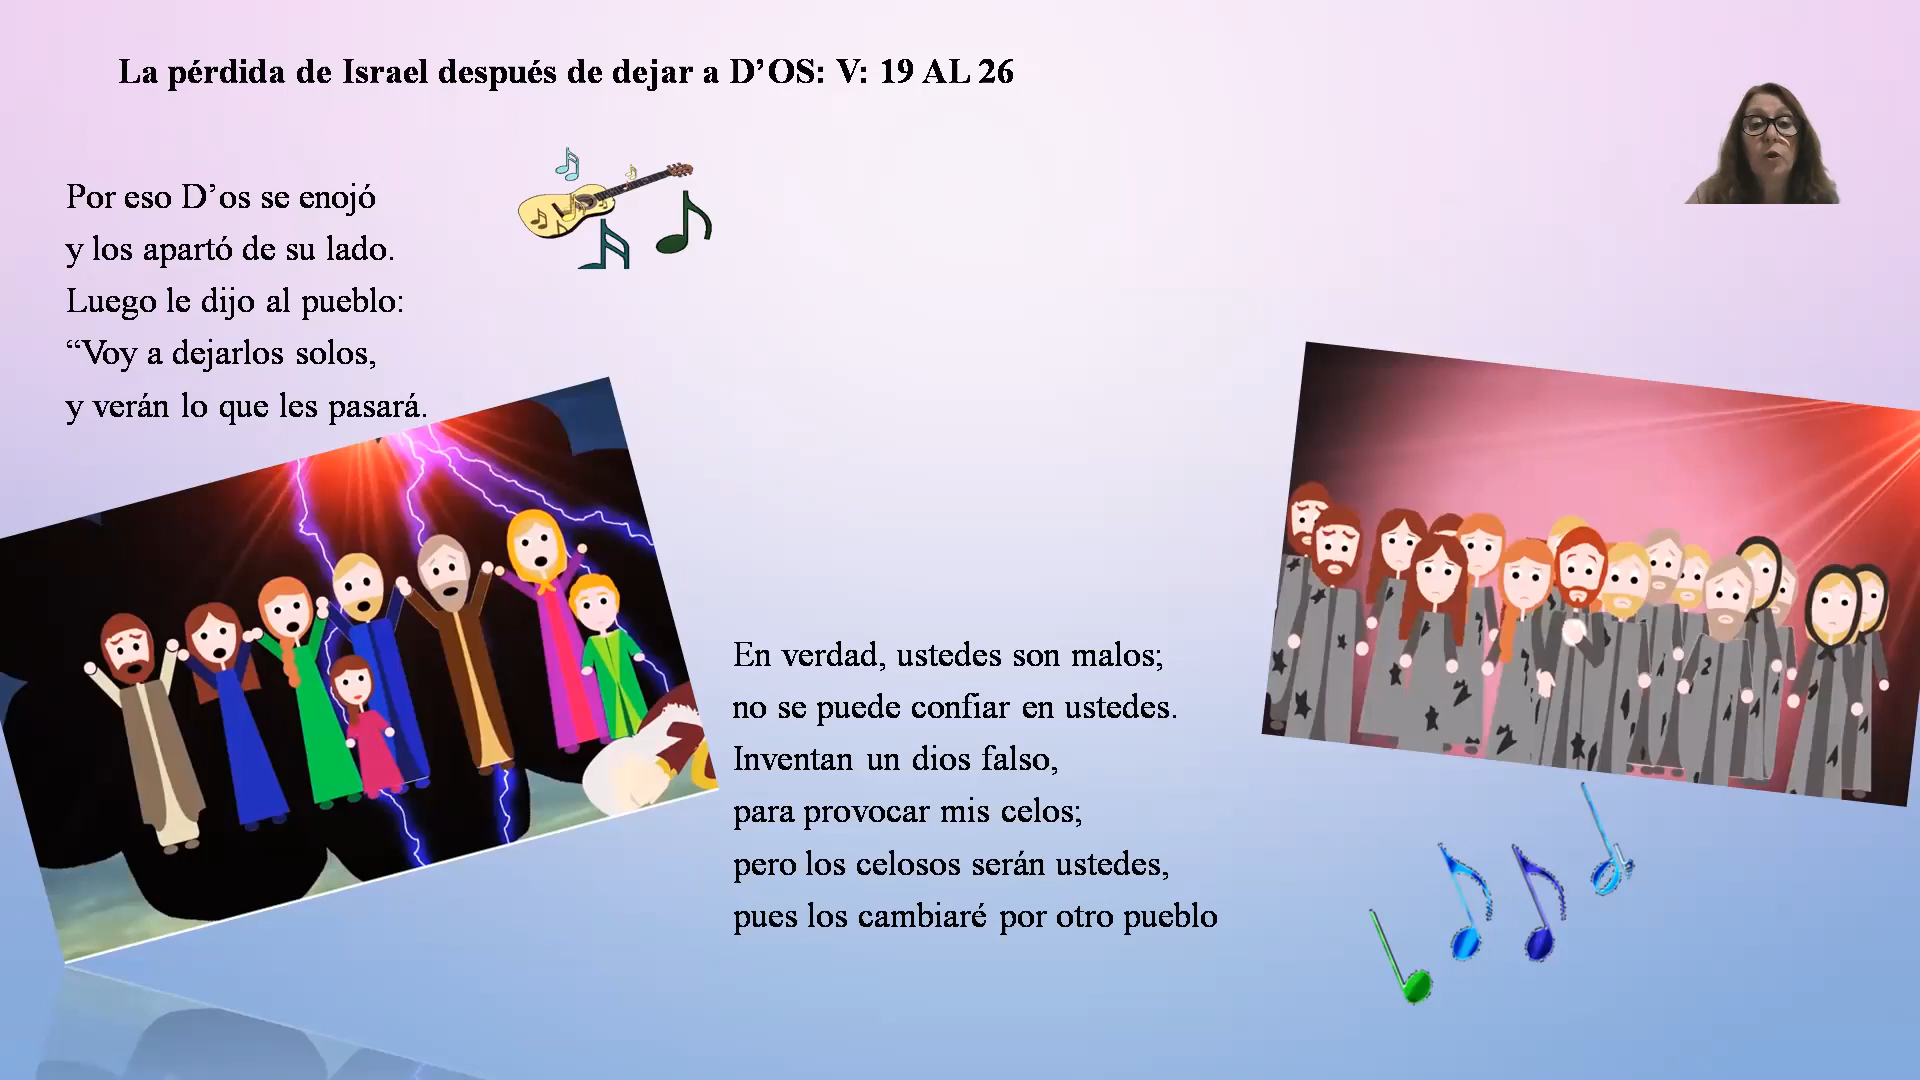 La pérdida de Israel después de dejar a D’OS: V: 19 AL 26
Por eso D’os se enojó
y los apartó de su lado.
Luego le dijo al pueblo:
“Voy a dejarlos solos,
y verán lo que les pasará.
En verdad, ustedes son malos;
no se puede confiar en ustedes.
Inventan un dios falso,
para provocar mis celos;
pero los celosos serán ustedes,
pues los cambiaré por otro pueblo